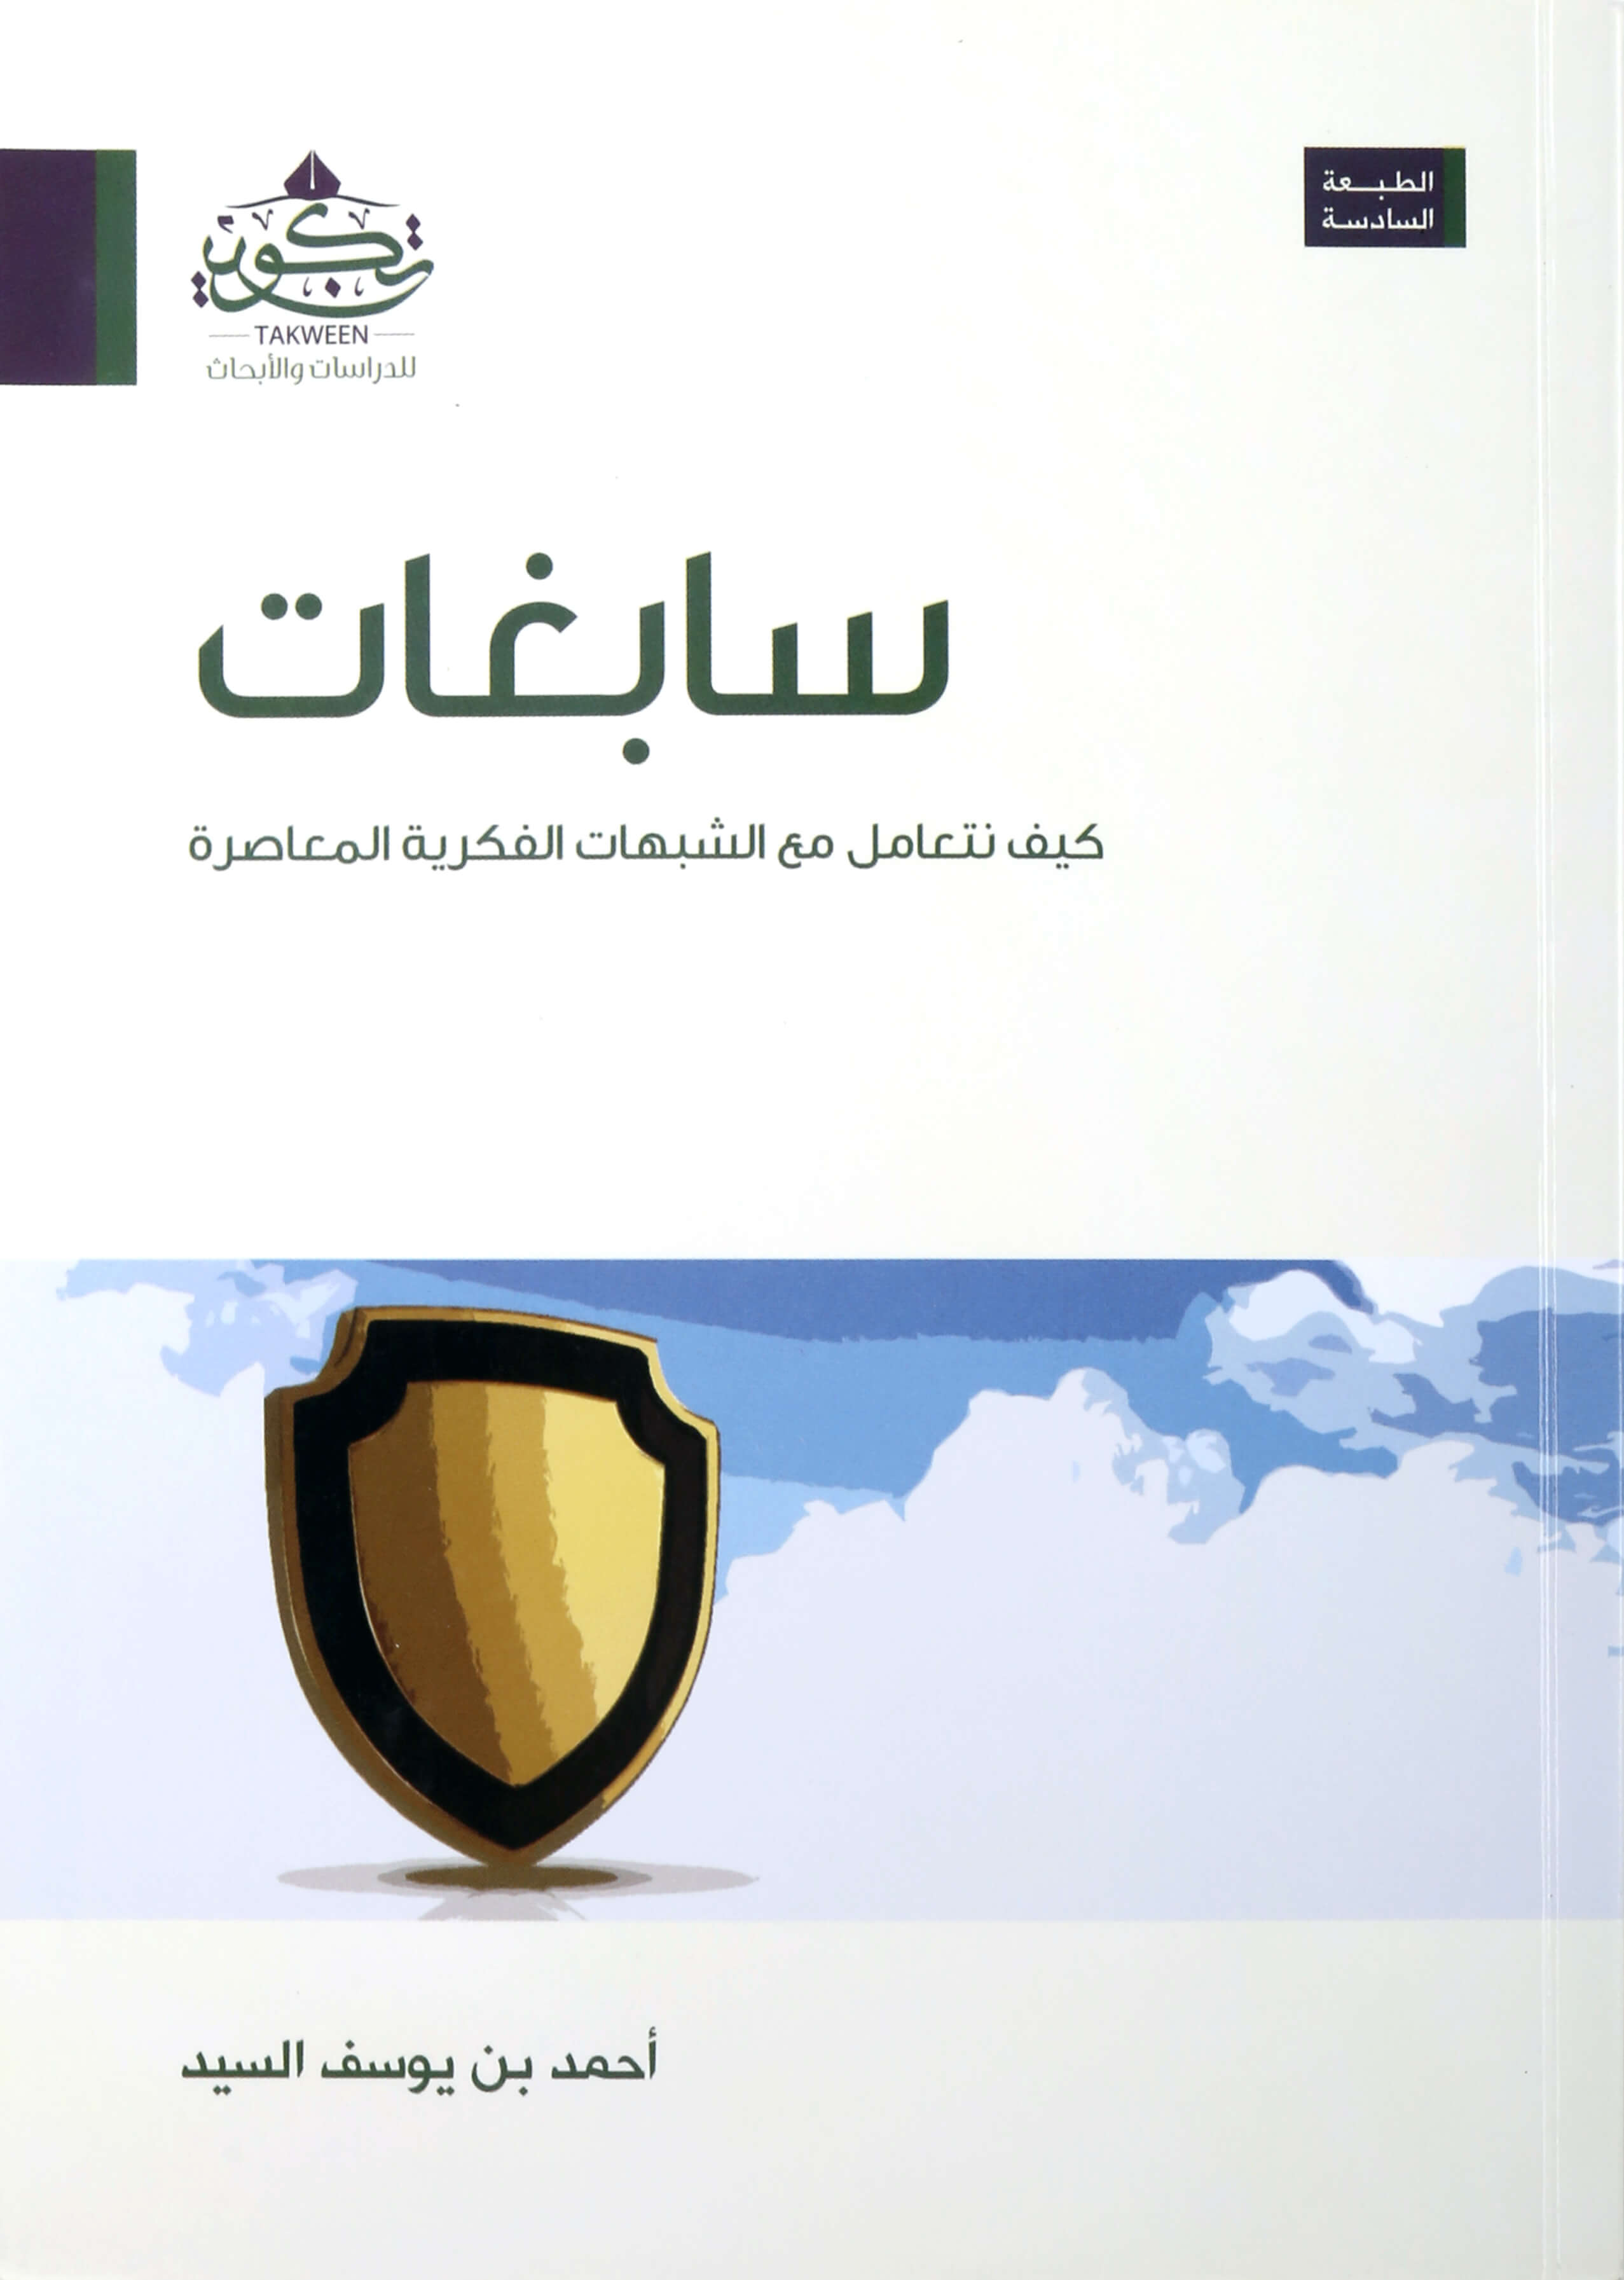 الطبعة
السادسة
تكوين
TAKWEEN
للدراسات والأبحاث
سابغات
كيف نتعامل مع الشبهات الفكرية المعاصرة
أحمد بن يوسف السيد